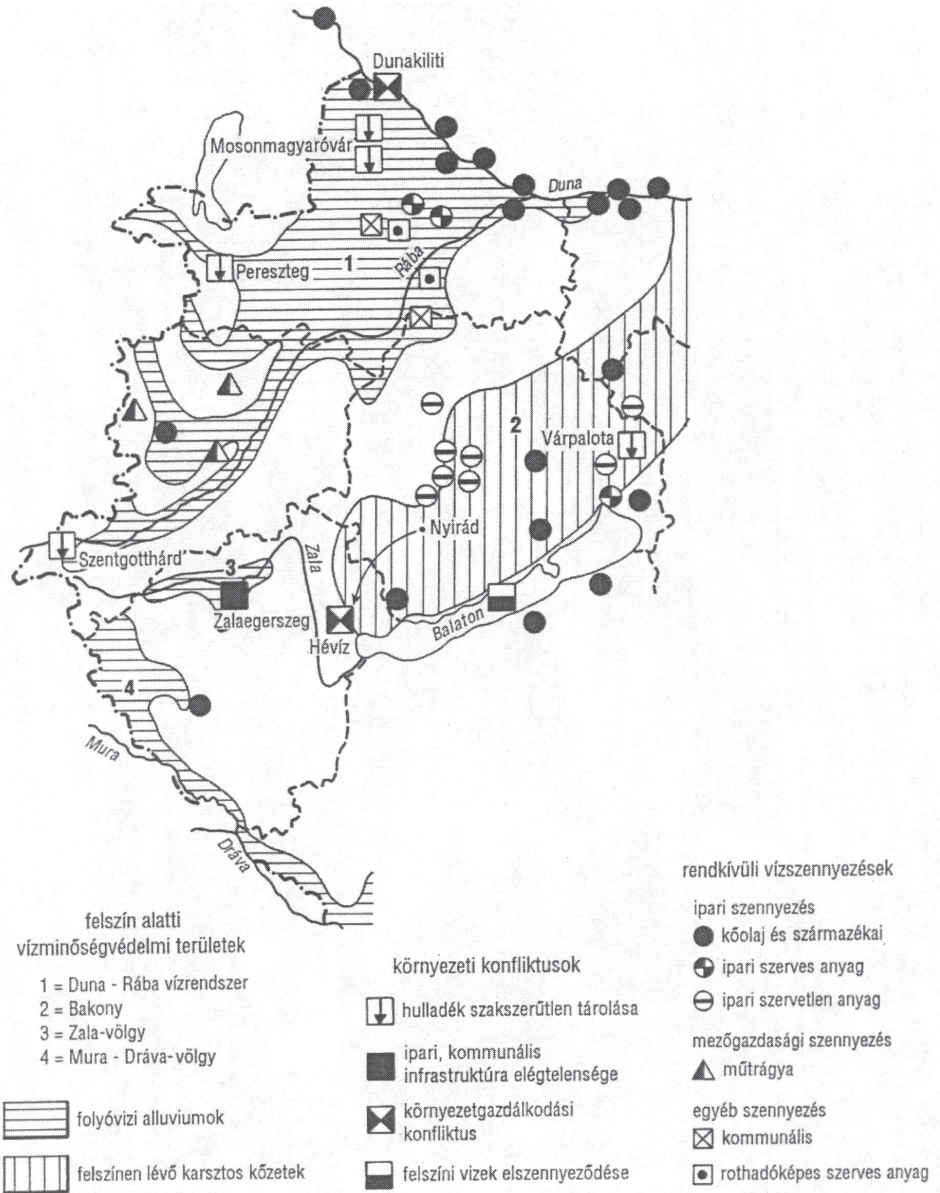 Dunakiliti
Mosonmagyaróvár
Duna
Pereszteg
1
Rába
2
Várpalota
Nyirád
Szentgotthárd
3
Zala
Zalaegerszeg
Hévíz
Balaton
4
Mura
Dráva
felszín alatti
vízminőségvédelmi területek
1 = Duna - Rába vízrendszer
2 = Bakony
3 = Zala-völgy
4 = Mura - Dráva-völgy
folyóvizi alluviumok
felszínen lévő karsztos kőzetek
környezeti konfliktusok
hulladék szakszerűtlen tárolása
ipari, kommunális
infrastruktúra elégtelensége
környezetgazdálkodási
konfliktus
felszíni vizek elszennyeződése
rendkívüli vízszennyezések
ipari szennyezés
kőolaj és származékai
ipari szerves anyag
ipari szervetlen anyag
mezőgazdasági szennyezés
műtrágya
egyéb szennyezés
kommunális
rothadóképes szerves anyag